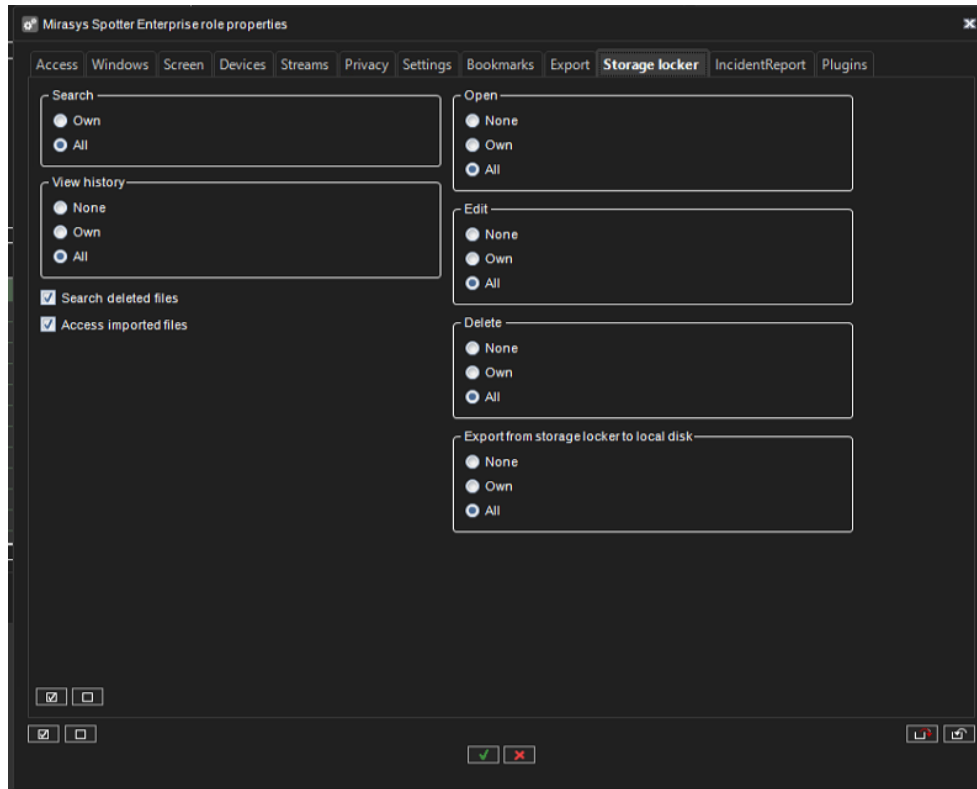 Mirasys Spotter Enterprise role properties
Access Windows Screen Devices Streams Privacy Settings Bookmarks Export Storage locker IncidentReport Plugins
Search
Own
All
View history
None
Own
All
Search deleted files
Access imported files
Open
None
Own
All
Edit
None
Own
All
Delete
None
Own
All
Export from storage locker to local disk
None
Own
All